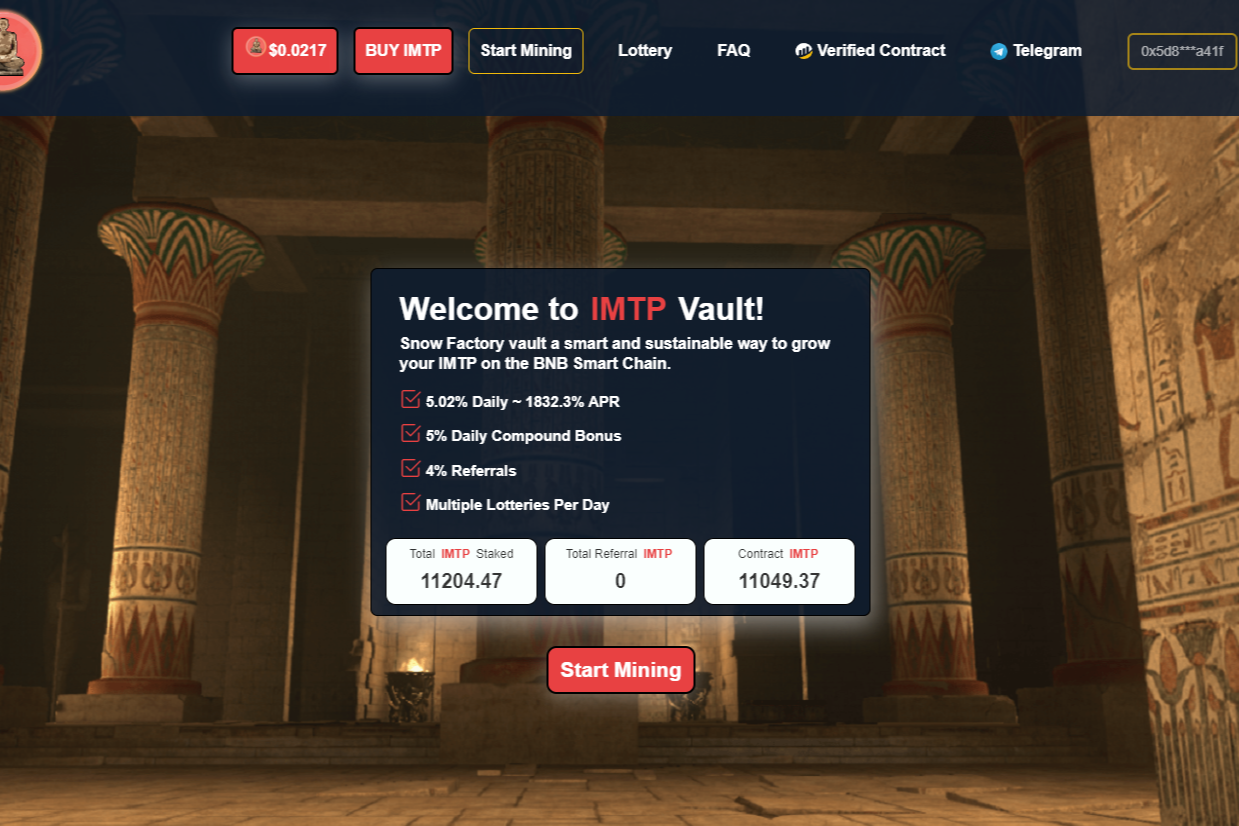 $0.0217
BUY IMTP
Start Mining
Lottery
FAQ
Verified Contract
Telegram
0x5d8***a41f
Welcome to IMTP Vault!
Snow Factory vault a smart and sustainable way to grow
your IMTP on the BNB Smart Chain.
5.02% Daily ~ 1832.3% APR
5% Daily Compound Bonus
4% Referrals
Multiple Lotteries Per Day
Total IMTP Staked
11204.47
Total Referral IMTP
0
Contract IMTP
11049.37
Start Mining